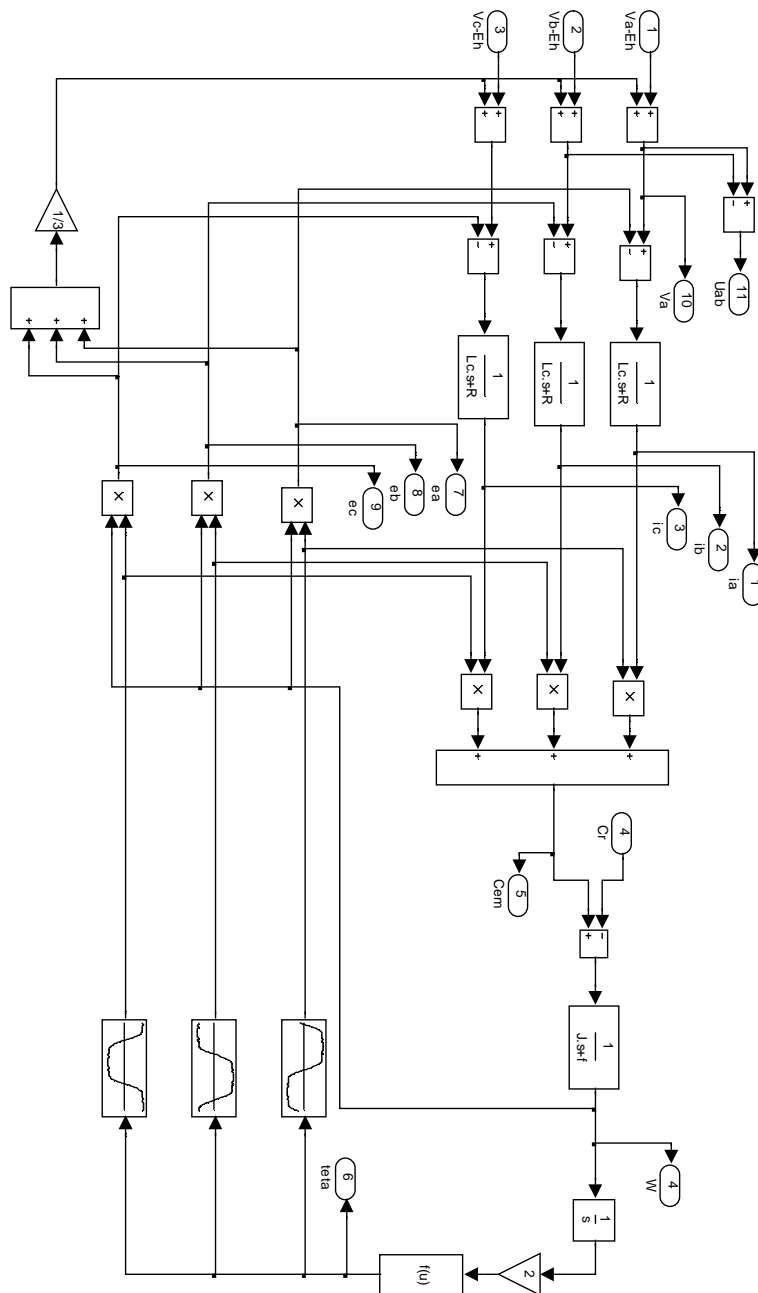 1
ia
+
−
11
Uab
2
ib
10
Va
3
ic
4
W
1
Va-Eh
+
+
+
−
1
Lc.s+R
×
+
4
Cr
−
+
1
J.s+f
1
s
2
Vb-Eh
+
+
+
−
1
Lc.s+R
×
+
5
Cem
2
3
Vc-Eh
+
+
+
−
1
Lc.s+R
×
+
7
ea
f(u)
8
eb
9
ec
6
teta
×
×
×
1/3
+
+
+